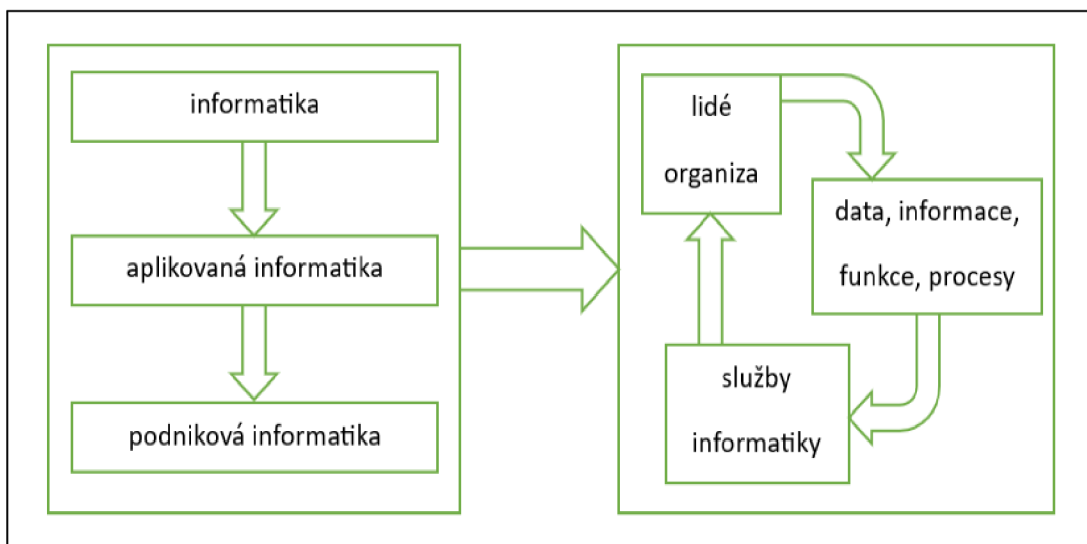 informatika
aplikovaná informatika
podniková informatika
lidé
organiza
data, informace,
funkce, procesy
služby
informatiky